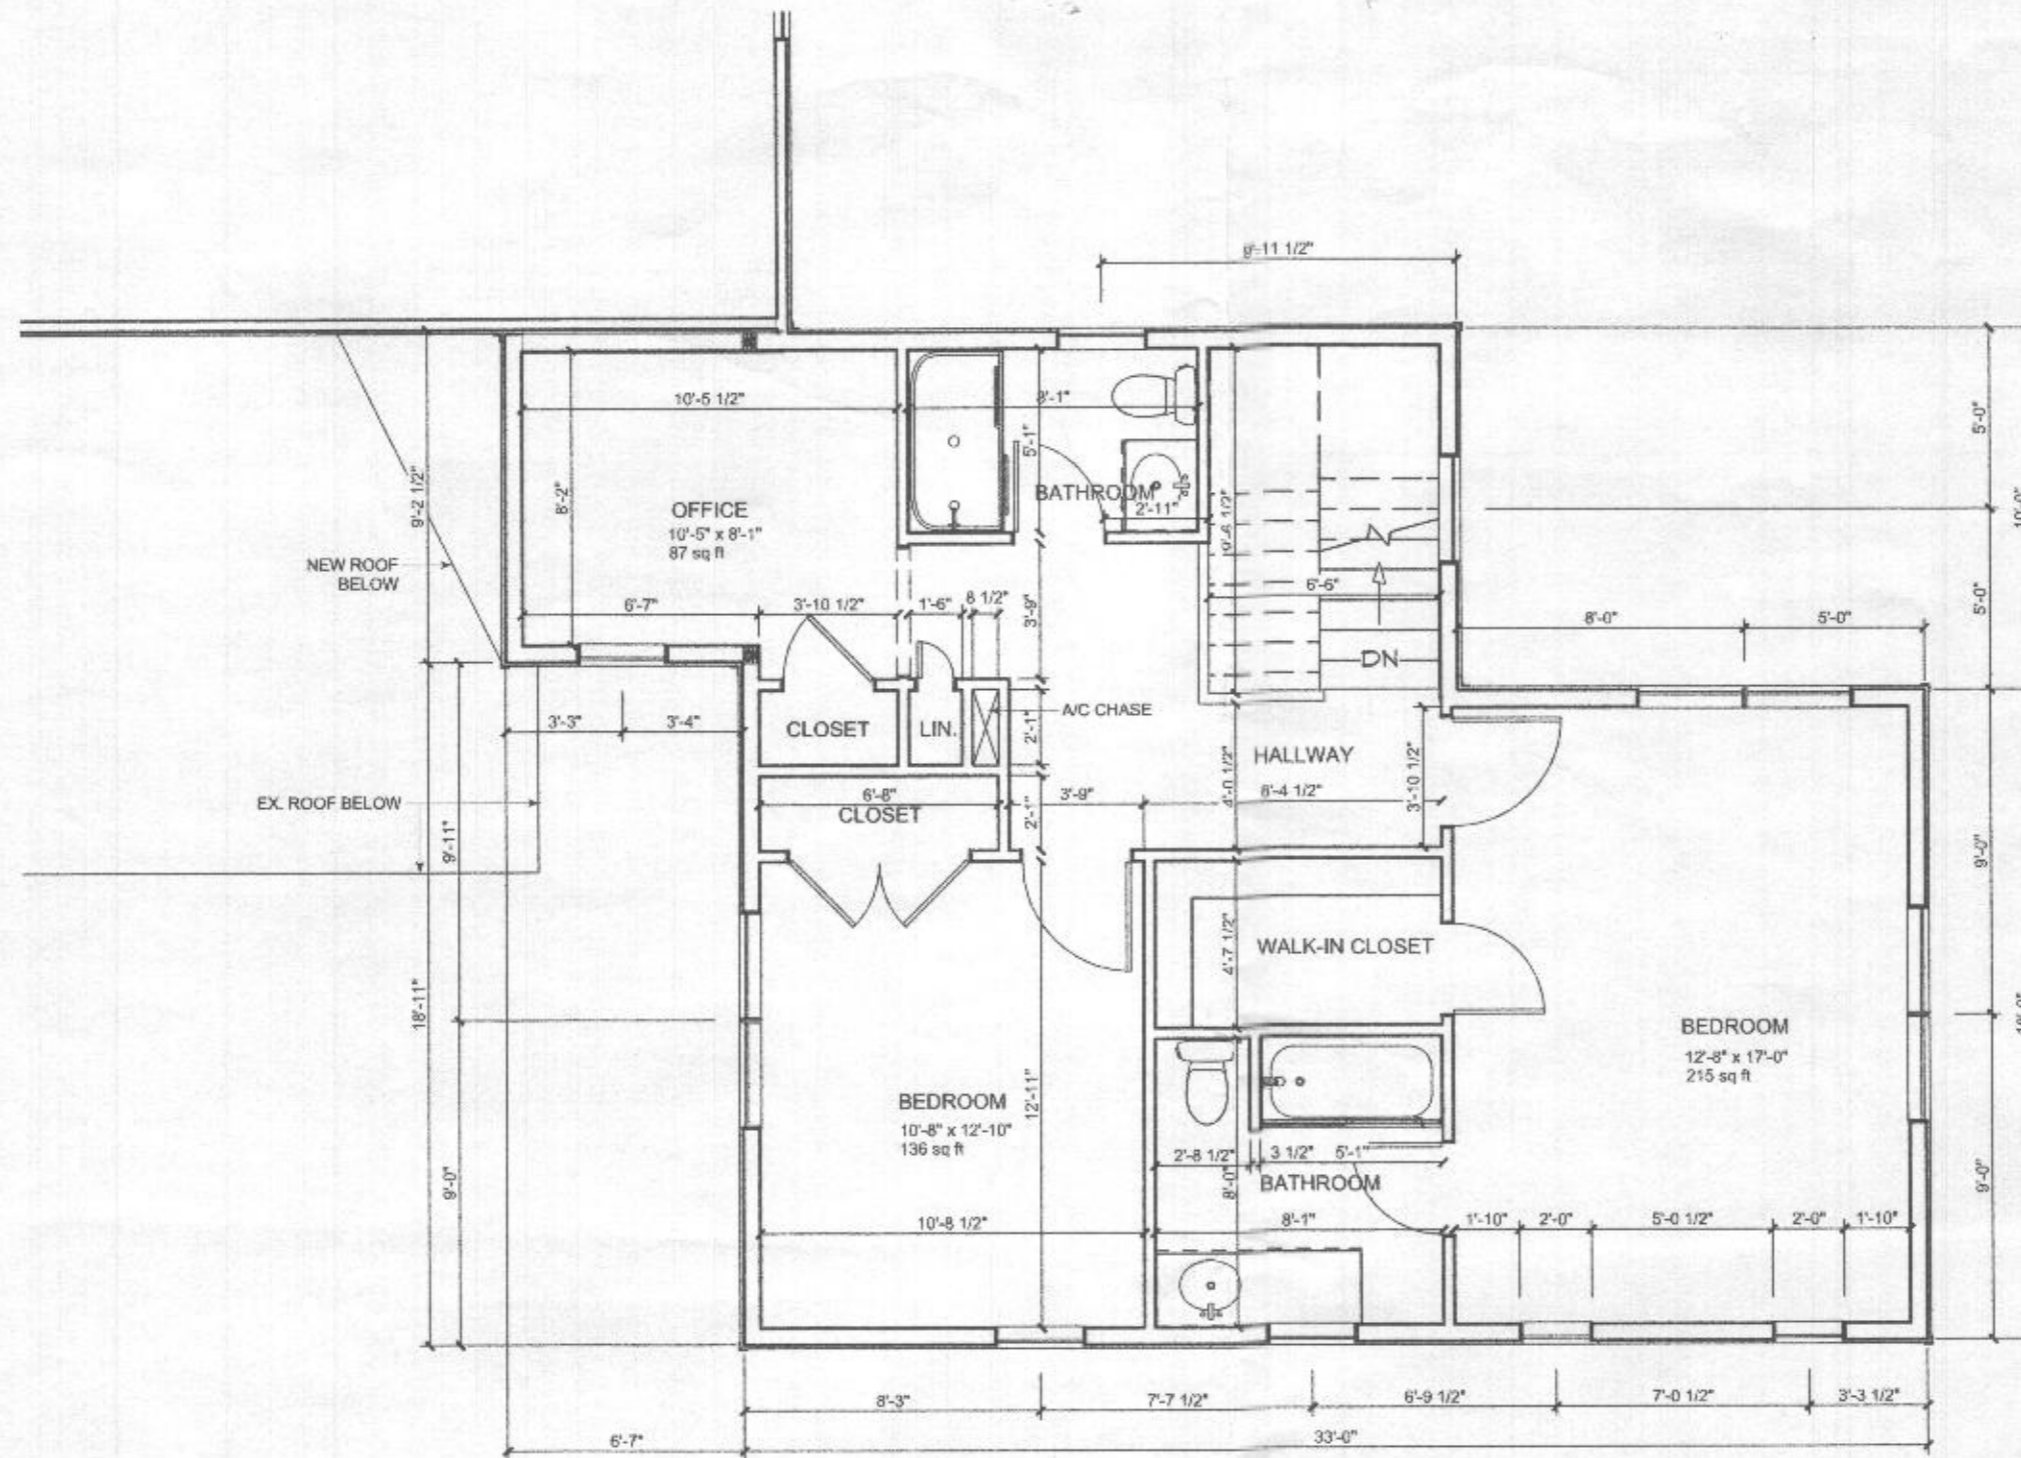 9'-11 1/2"
10'-5 1/2"
8'-1"
5'-0"
8'-2"
5'-1"
9'-2 1/2"
BATHROOM
2'-11"
OFFICE
10'-5" x 8'-1"
87 sq ft
NEW ROOF
BELOW
6'-6"
5'-0"
6'-7"
3'-10 1/2"
1'-6"
8 1/2"
3'-9"
8'-0"
5'-0"
DN
A/C CHASE
3'-3"
3'-4"
CLOSET
LIN.
2'-1"
HALLWAY
4'-0 1/2"
3'-10 1/2"
EX. ROOF BELOW
6'-8"
3'-9"
8'-4 1/2"
CLOSET
2'-1"
9'-11"
9'-0"
4'-7 1/2"
WALK-IN CLOSET
18'-11"
BEDROOM
12'-8" x 17'-0"
215 sq ft
BEDROOM
10'-8" x 12'-10"
136 sq ft
12'-11"
2'-8 1/2"
3 1/2"
5'-1"
BATHROOM
8'-0"
9'-0"
9'-0"
10'-8 1/2"
8'-1"
1'-10"
2'-0"
5'-0 1/2"
2'-0"
1'-10"
8'-3"
7'-7 1/2"
6'-9 1/2"
7'-0 1/2"
3'-3 1/2"
6'-7"
33'-0"